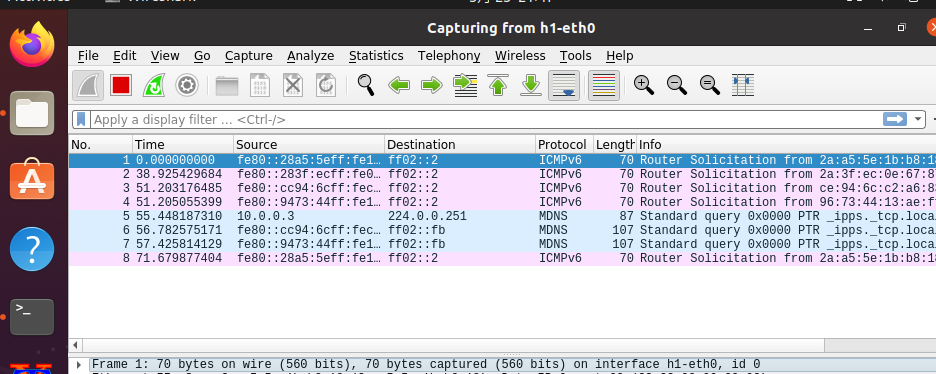 Capturing from h1-eth0
File Edit View Go Capture Analyze Statistics Telephony Wireless Tools Help
Apply a display filter ... <Ctrl-/>
No. Time Source Destination Protocol Length Info
1 0.000000000 fe80::28a5:5eff:fe1... ff02::2 ICMPv6 70 Router Solicitation from 2a:a5:5e:1b:b8:18
2 38.925429684 fe80::283f:ecff:fe0... ff02::2 ICMPv6 70 Router Solicitation from 2a:3f:ec:0e:67:8
3 51.203176485 fe80::cc94:6cff:fec... ff02::2 ICMPv6 70 Router Solicitation from ce:94:6c:c2:a6:8
4 51.205055399 fe80::9473:44ff:fe1... ff02::2 ICMPv6 70 Router Solicitation from 96:73:44:13:ae:f
5 55.448187310 10.0.0.3 224.0.0.251 MDNS 87 Standard query 0x0000 PTR _ipps._tcp.loca
6 56.782575171 fe80::cc94:6cff:fec... ff02::fb MDNS 107 Standard query 0x0000 PTR _ipps._tcp.loca
7 57.425814129 fe80::9473:44ff:fe1... ff02::fb MDNS 107 Standard query 0x0000 PTR _ipps._tcp.loca
8 71.679877404 fe80::28a5:5eff:fe1... ff02::2 ICMPv6 70 Router Solicitation from 2a:a5:5e:1b:b8:18
Frame 1: 70 bytes on wire (560 bits), 70 bytes captured (560 bits) on interface h1-eth0, id 0